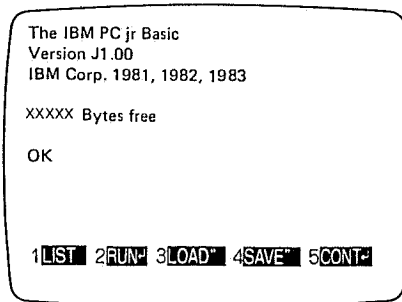 The IBM PC jr Basic
Version J1.00
IBM Corp. 1981, 1982, 1983
XXXXX Bytes free
OK
1LIST 2RUN↵ 3LOAD" 4SAVE" 5CONT↵